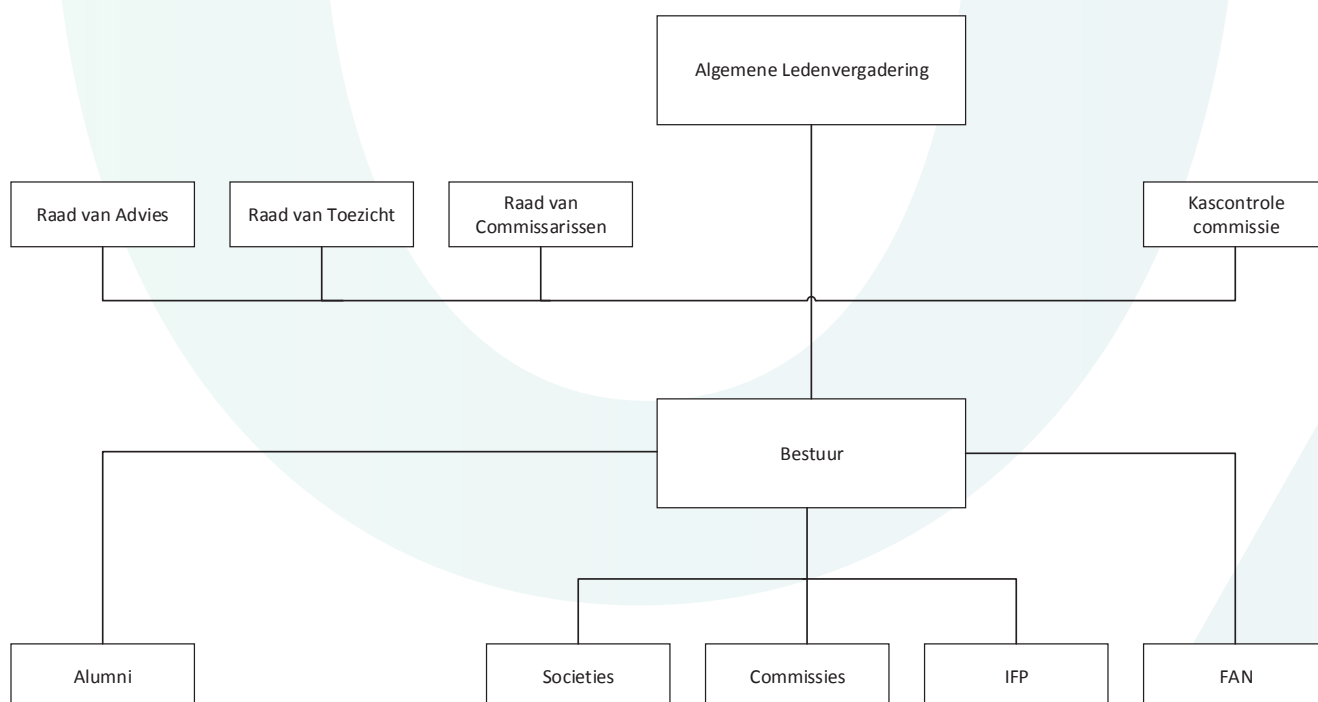 Algemene Ledenvergadering
Raad van Advies
Raad van Toezicht
Raad van
Commissarissen
Kascontrole
commissie
Bestuur
Alumni
Societies
Commissies
IFP
FAN